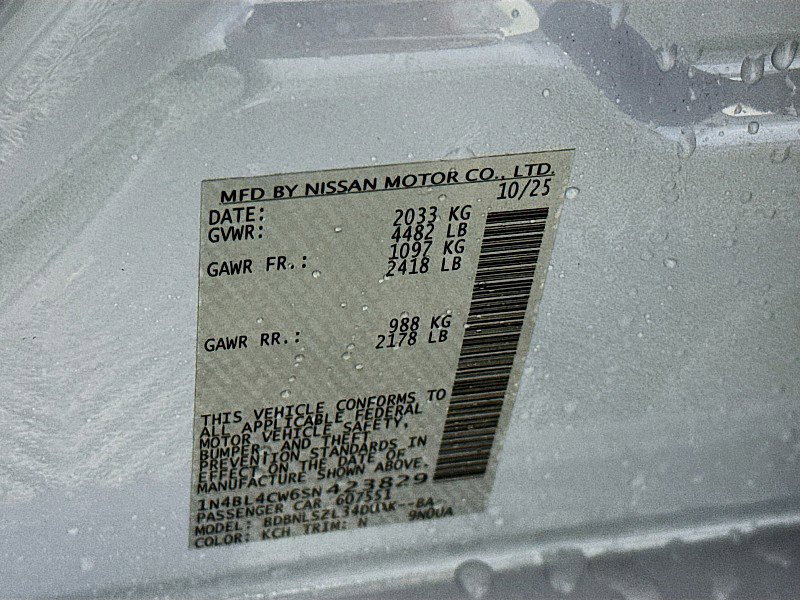 MFD BY NISSAN MOTOR CO., LTD.
DATE: 10/25
GVWR: 2033 KG
4482 LB
GAWR FR.: 1097 KG
2418 LB
GAWR RR.: 988 KG
2178 LB
THIS VEHICLE CONFORMS TO
ALL APPLICABLE FEDERAL
MOTOR VEHICLE SAFETY,
BUMPER, AND THEFT
PREVENTION STANDARDS IN
EFFECT ON THE DATE OF
MANUFACTURE SHOWN ABOVE.
1N4BL4CW6SN423829
PASSENGER CAR 607551
MODEL:
COLOR: KCH TRIM: N